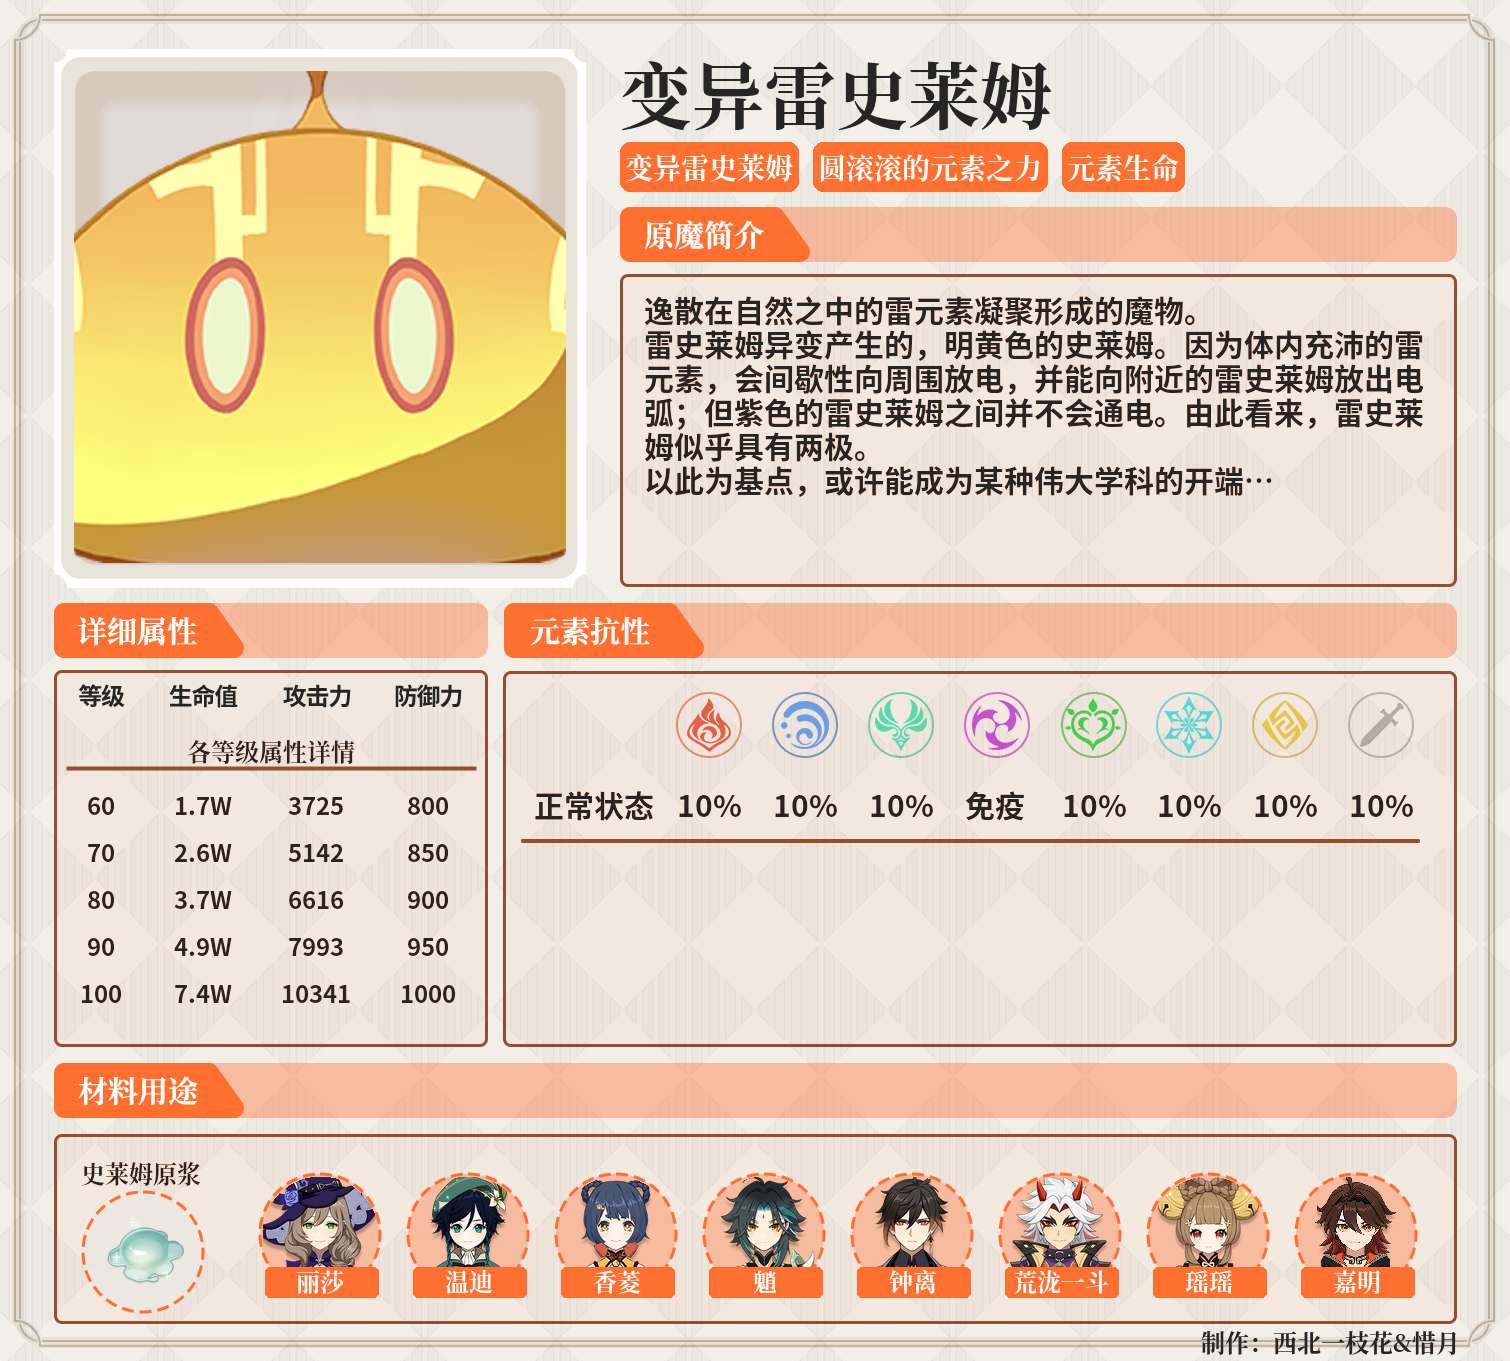 变异雷史莱姆
变异雷史莱姆 圆滚滚的元素之力 元素生命
原魔简介
逸散在自然之中的雷元素凝聚形成的魔物。
雷史莱姆异变产生的，明黄色的史莱姆。因为体内充沛的雷
元素，会间歇性向周围放电，并能向附近的雷史莱姆放出电
弧；但紫色的雷史莱姆之间并不会通电。由此看来，雷史莱
姆似乎具有两极。
以此为基点，或许能成为某种伟大学科的开端…
详细属性
等级 生命值 攻击力 防御力
各等级属性详情
60 1.7W 3725 800
70 2.6W 5142 850
80 3.7W 6616 900
90 4.9W 7993 950
100 7.4W 10341 1000
元素抗性
正常状态 10% 10% 10% 免疫 10% 10% 10% 10%
材料用途
史莱姆原浆
丽莎 温迪 香菱 魈 钟离 荒泷一斗 瑶瑶 嘉明
制作：西北一枝花&惜月